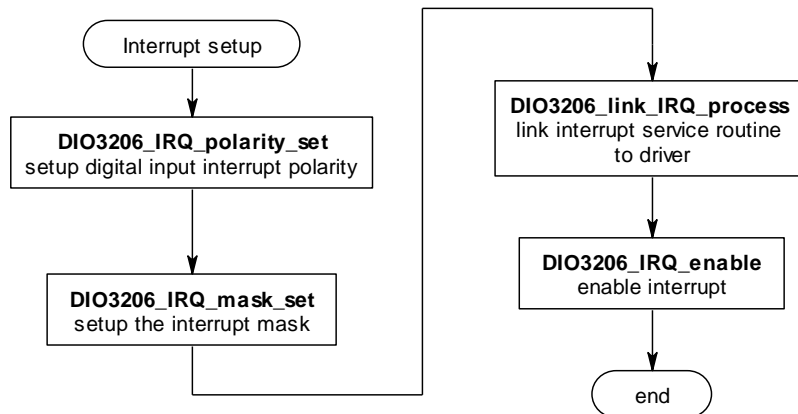 Interrupt setup
DIO3206_IRQ_polarity_set
setup digital input interrupt polarity
DIO3206_IRQ_mask_set
setup the interrupt mask
DIO3206_link_IRQ_process
link interrupt service routine
to driver
DIO3206_IRQ_enable
enable interrupt
end